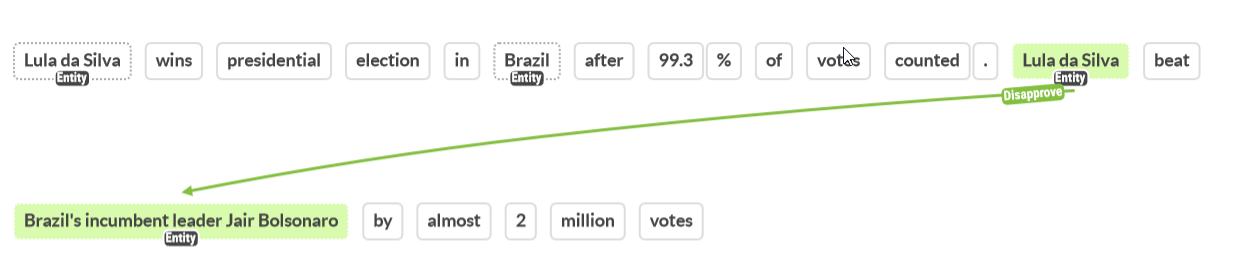 Lula da Silva wins presidential election in Brazil after 99.3 % of votes counted . Lula da Silva beat
Entity Entity Entity
Disapprove
Brazil's incumbent leader Jair Bolsonaro by almost 2 million votes
Entity